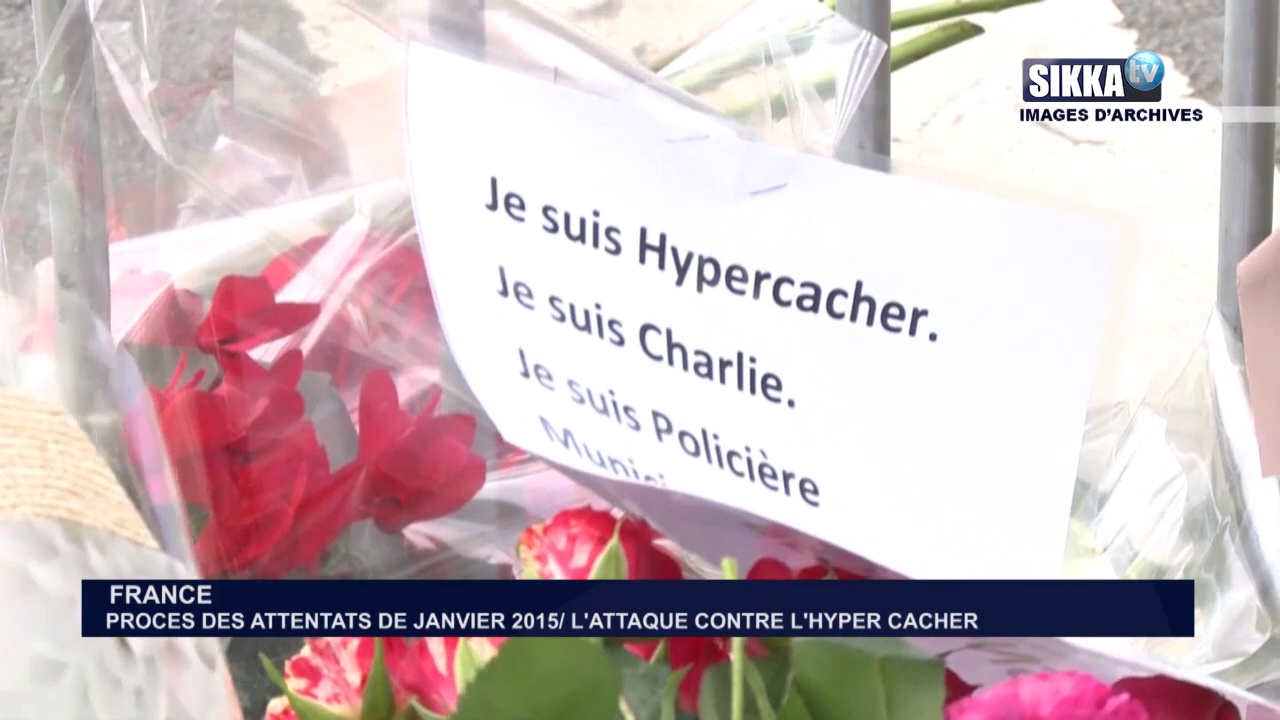 SIKKA tv
IMAGES D'ARCHIVES
Je suis Hypercacher.
Je suis Charlie.
Je suis Policière
FRANCE
PROCES DES ATTENTATS DE JANVIER 2015/ L'ATTAQUE CONTRE L'HYPER CACHER